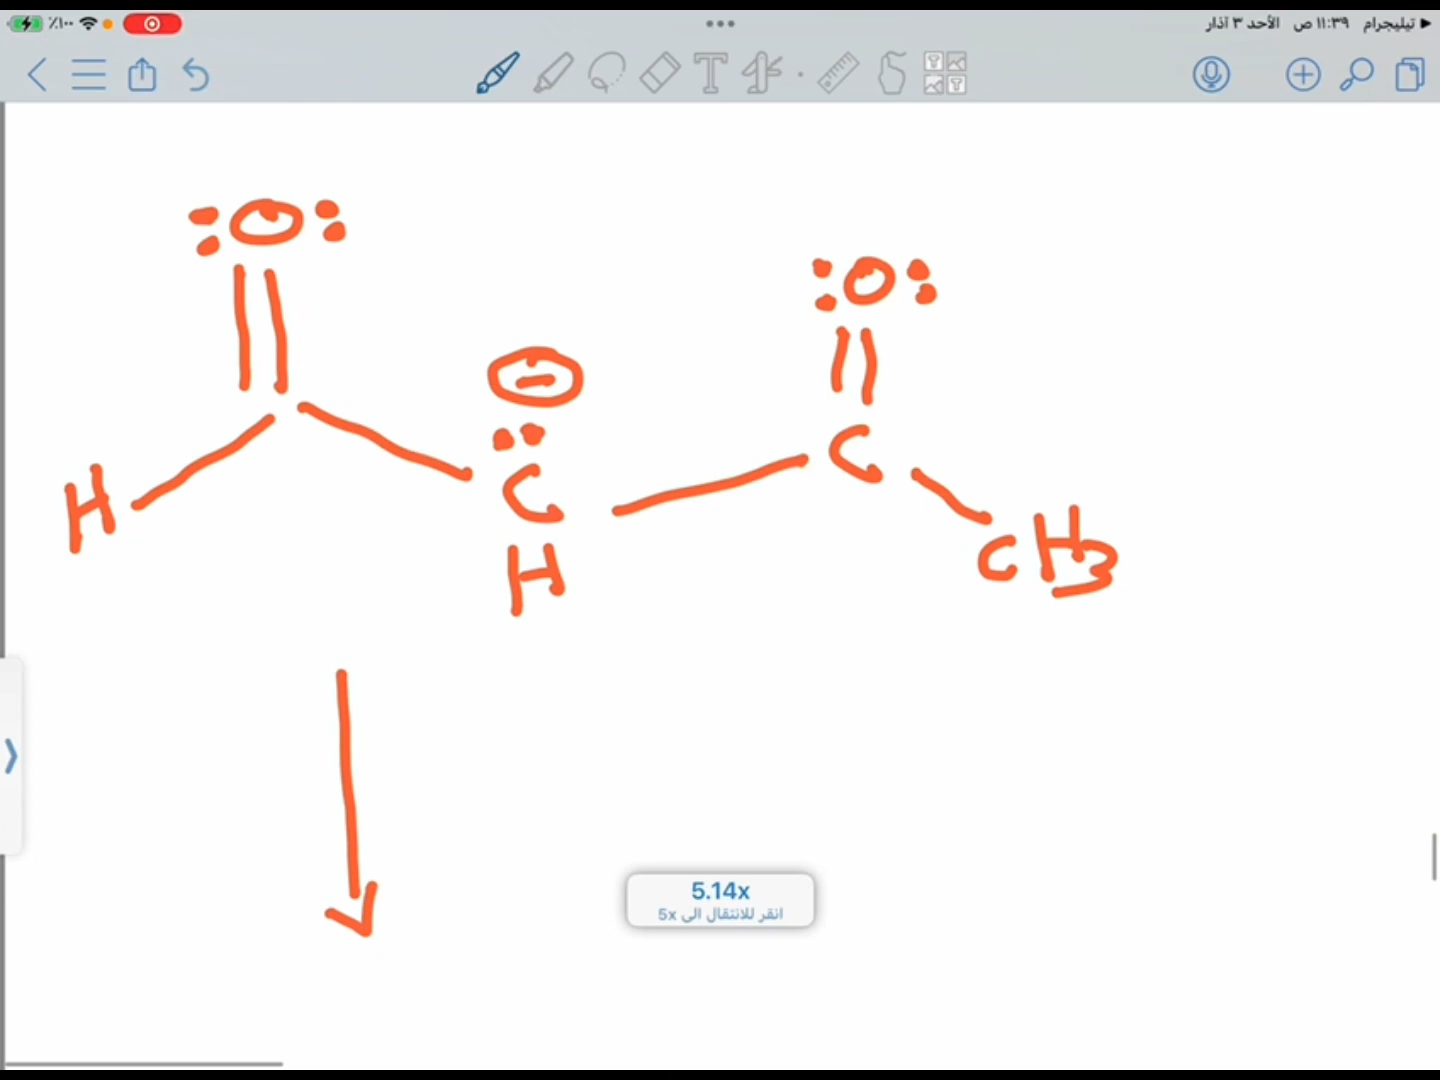 ٪١٠٠ ص ١١:٣٩ الأحد ٣ آذار تيليجرام
:O: :O:
⊖
C C
H H CH3
5.14x
انقر للانتقال الى 5x